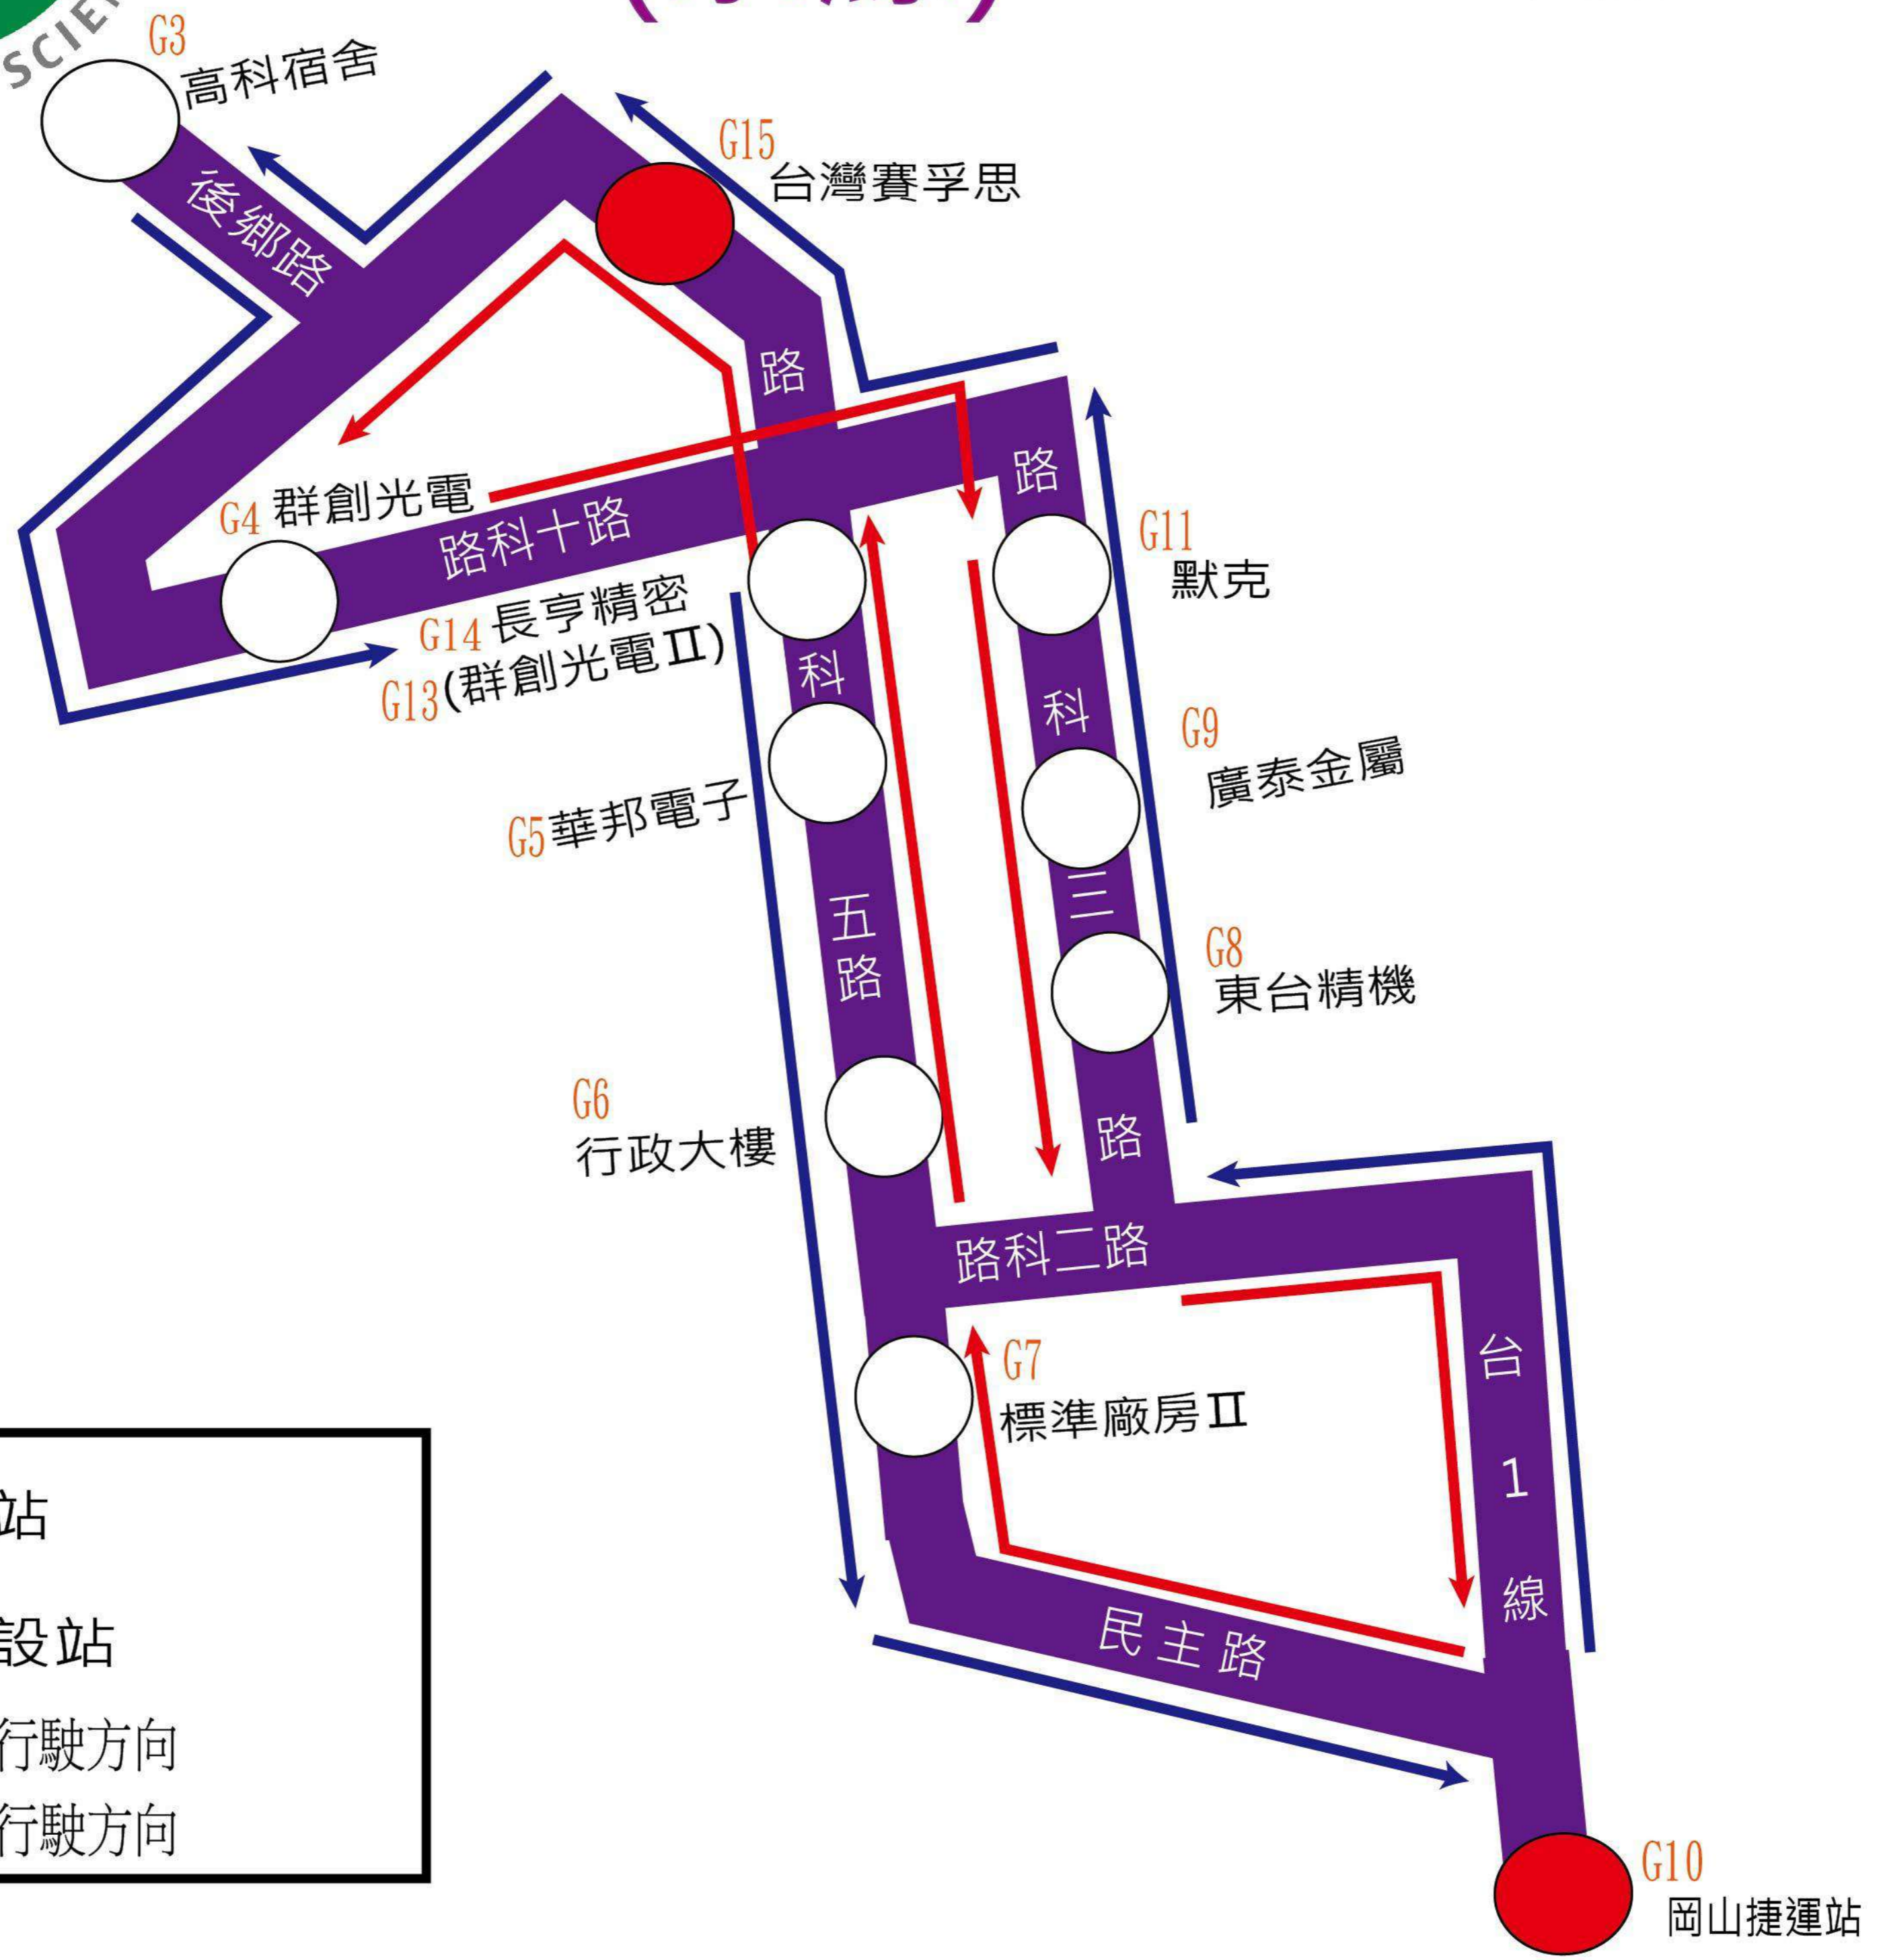 SCIE
G3
高科宿舍
後鄉路
G15
台灣賽孚思
路
G4 群創光電
路科十路
路
G11
默克
G14 長亨精密
G13(群創光電Ⅱ)
科
科
G9
廣泰金屬
G5華邦電子
五
路
三
G8
東台精機
G6
行政大樓
路
路科二路
G7
標準廠房Ⅱ
台
1
線
民主路
站
設站
行駛方向
行駛方向
G10
岡山捷運站